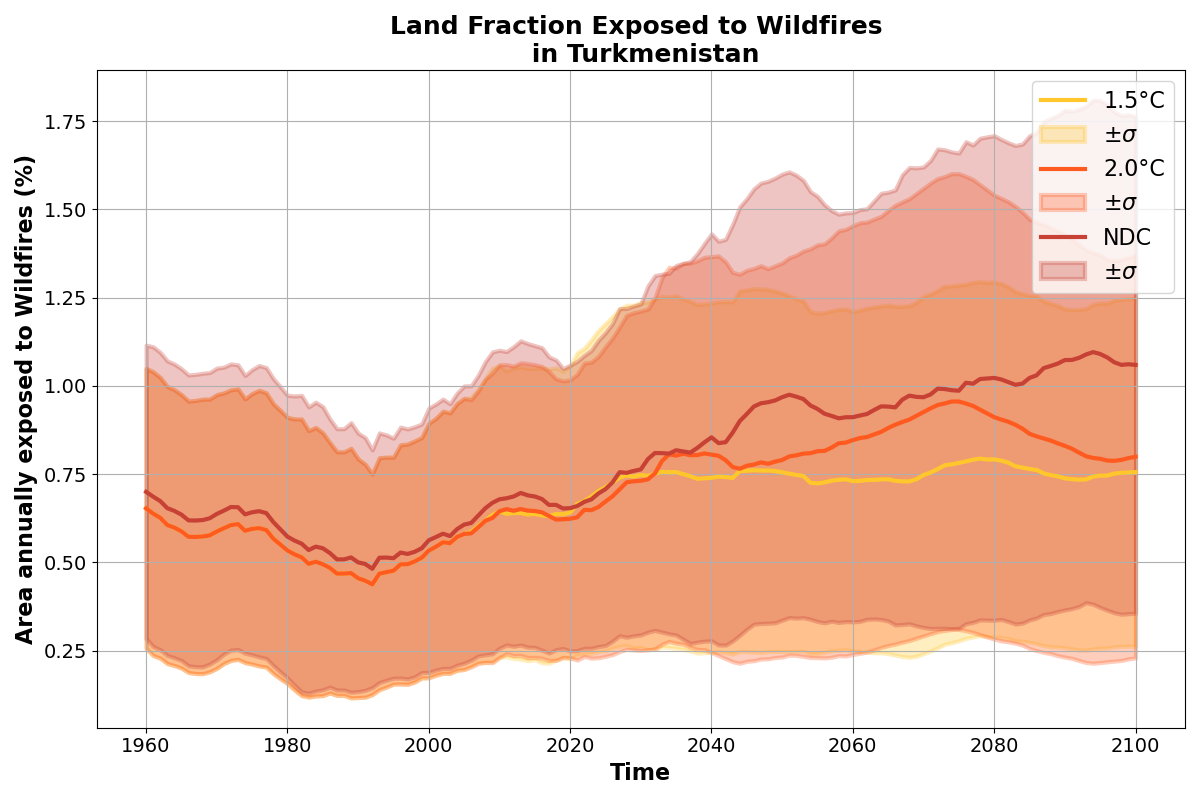 Land Fraction Exposed to Wildfires
in Turkmenistan
Area annually exposed to Wildfires (%)
1.75
1.50
1.25
1.00
0.75
0.50
0.25
1.5°C
±σ
2.0°C
±σ
NDC
±σ
1960 1980 2000 2020 2040 2060 2080 2100
Time